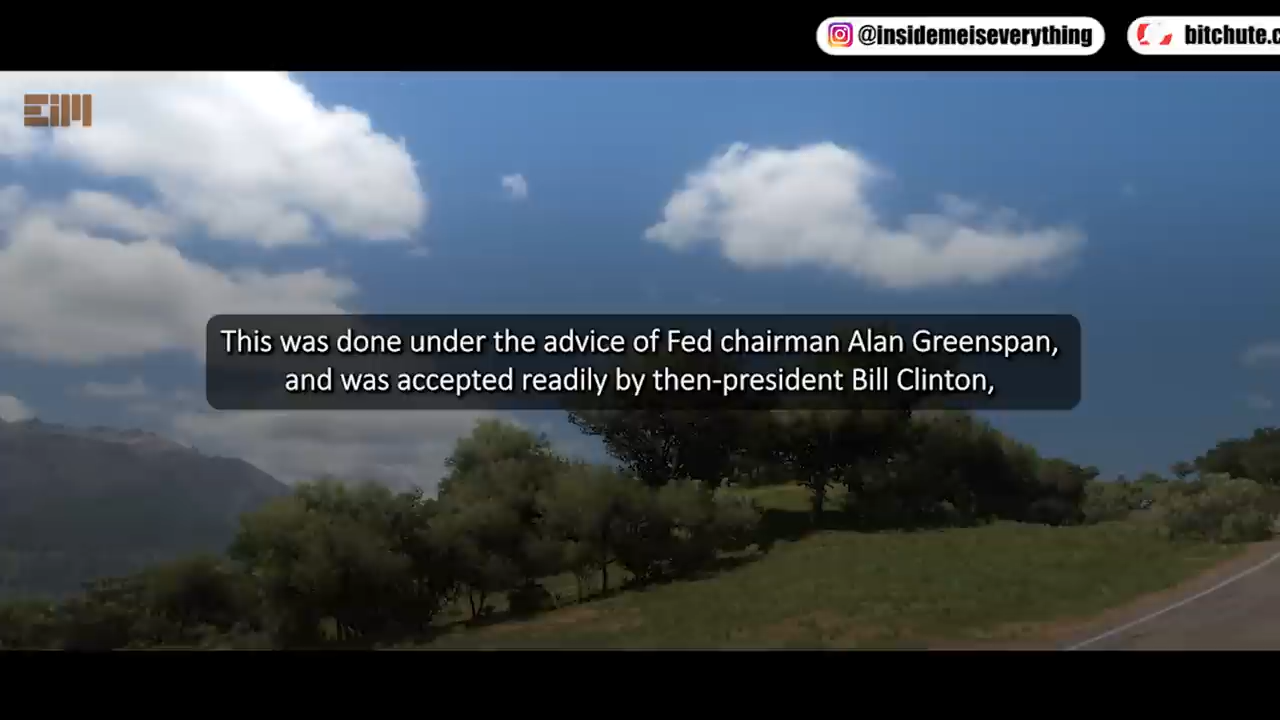 @insidemeiseverything
bitchute.c
EiM
This was done under the advice of Fed chairman Alan Greenspan,
and was accepted readily by then-president Bill Clinton,